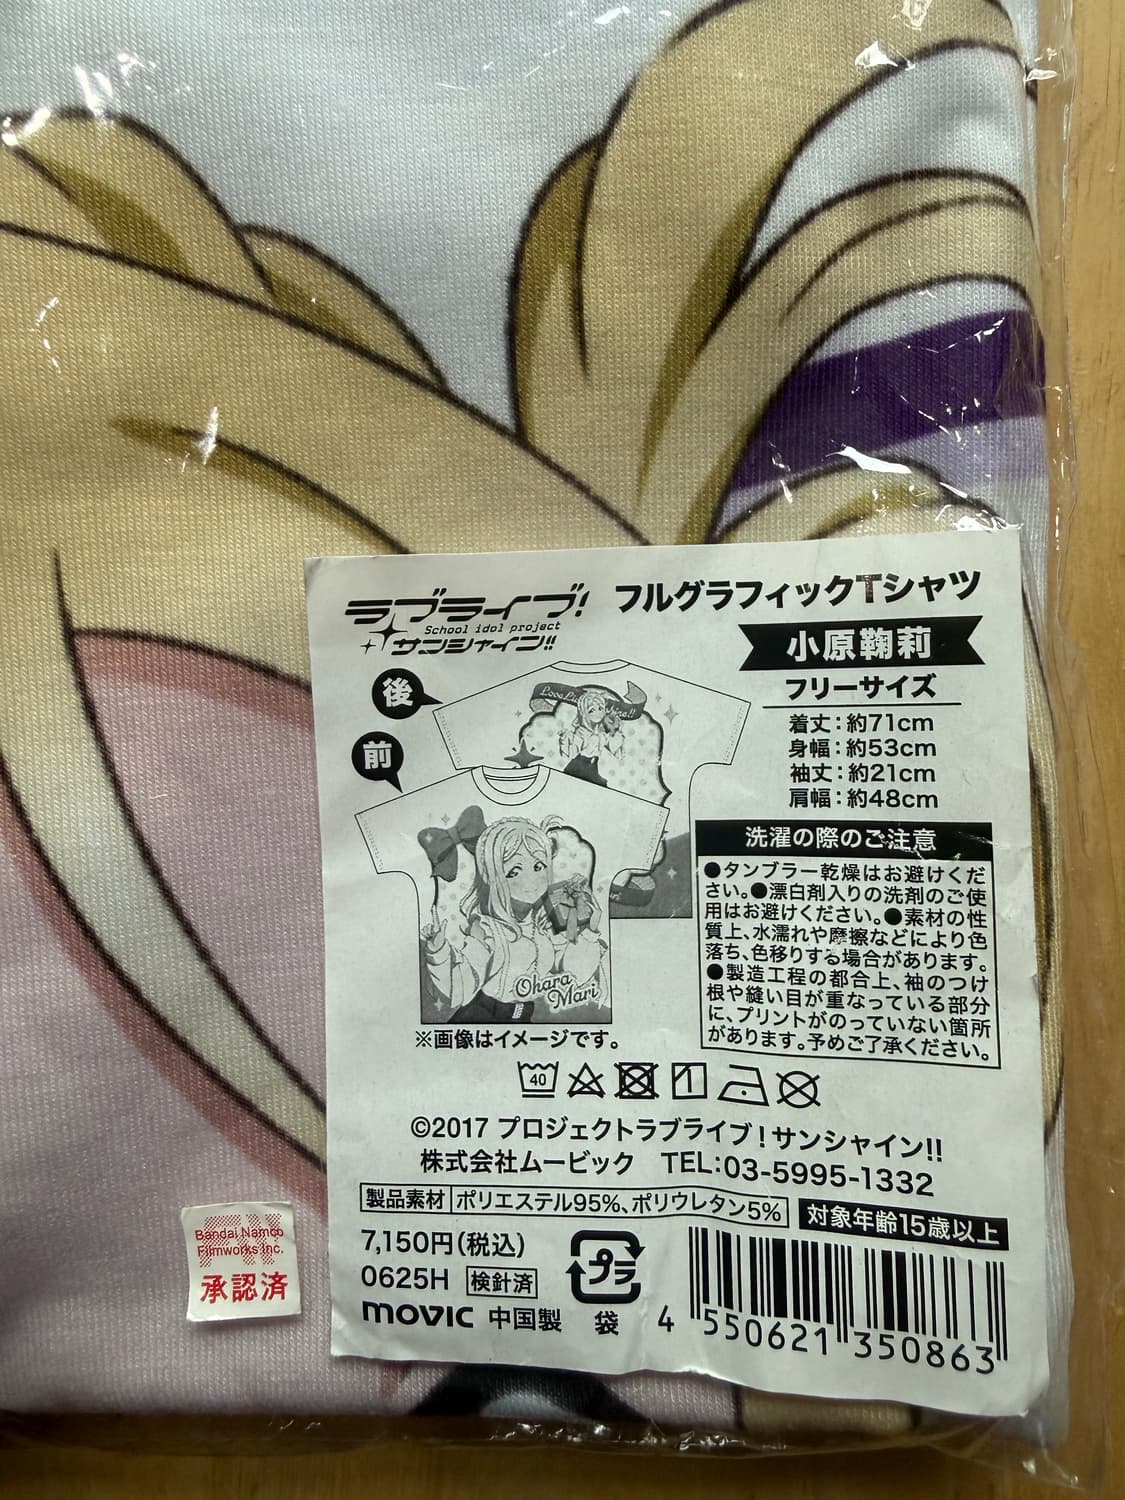 ラブライブ!
School idol project
サンシャイン!!
フルグラフィックTシャツ
小原鞠莉
フリーサイズ
着丈：約71cm
身幅：約53cm
袖丈：約21cm
肩幅：約48cm
後
前
Ohara
Mari
※画像はイメージです。
洗濯の際のご注意
●タンブラー乾燥はお避けくだ
さい。●漂白剤入りの洗剤のご使
用はお避けください。●素材の性
質上、水濡れや摩擦などにより色
落ち、色移りする場合があります。
●製造工程の都合上、袖のつけ
根や縫い目が重なっている部分
に、プリントがのっていない箇所
があります。予めご了承ください。
40
©2017 プロジェクトラブライブ！サンシャイン!!
株式会社ムービック TEL:03-5995-1332
製品素材 ポリエステル95%、ポリウレタン5%
対象年齢15歳以上
7,150円(税込)
0625H 検針済
movic 中国製
プラ
袋
4 550621 350863
Bandai Namco
Filmworks Inc.
承認済